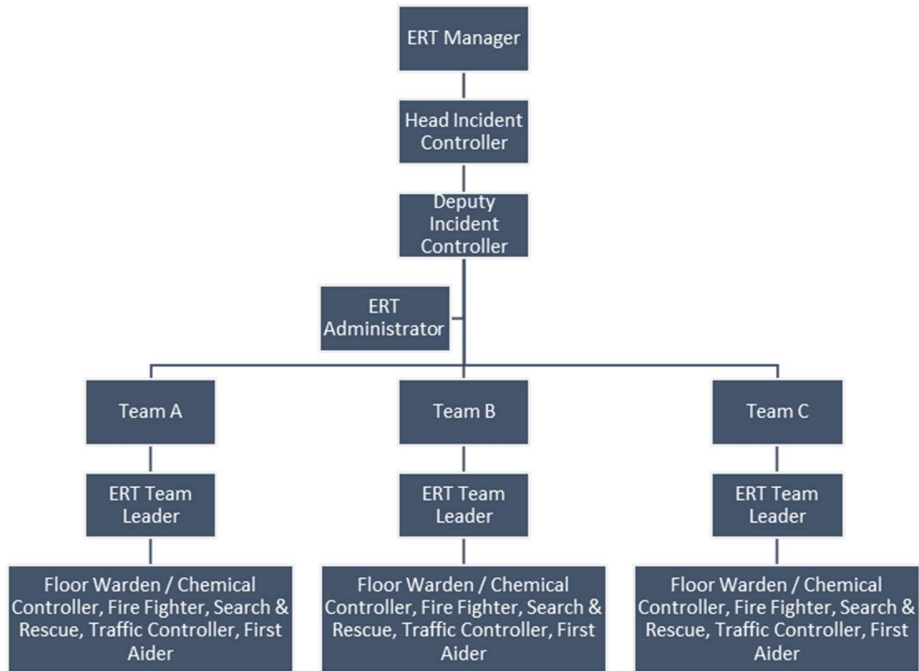 ERT Manager
Head Incident
Controller
Deputy
Incident
Controller
ERT
Administrator
Team A
Team B
Team C
ERT Team
Leader
ERT Team
Leader
ERT Team
Leader
Floor Warden / Chemical
Controller, Fire Fighter, Search &
Rescue, Traffic Controller, First
Aider
Floor Warden / Chemical
Controller, Fire Fighter, Search &
Rescue, Traffic Controller, First
Aider
Floor Warden / Chemical
Controller, Fire Fighter, Search &
Rescue, Traffic Controller, First
Aider